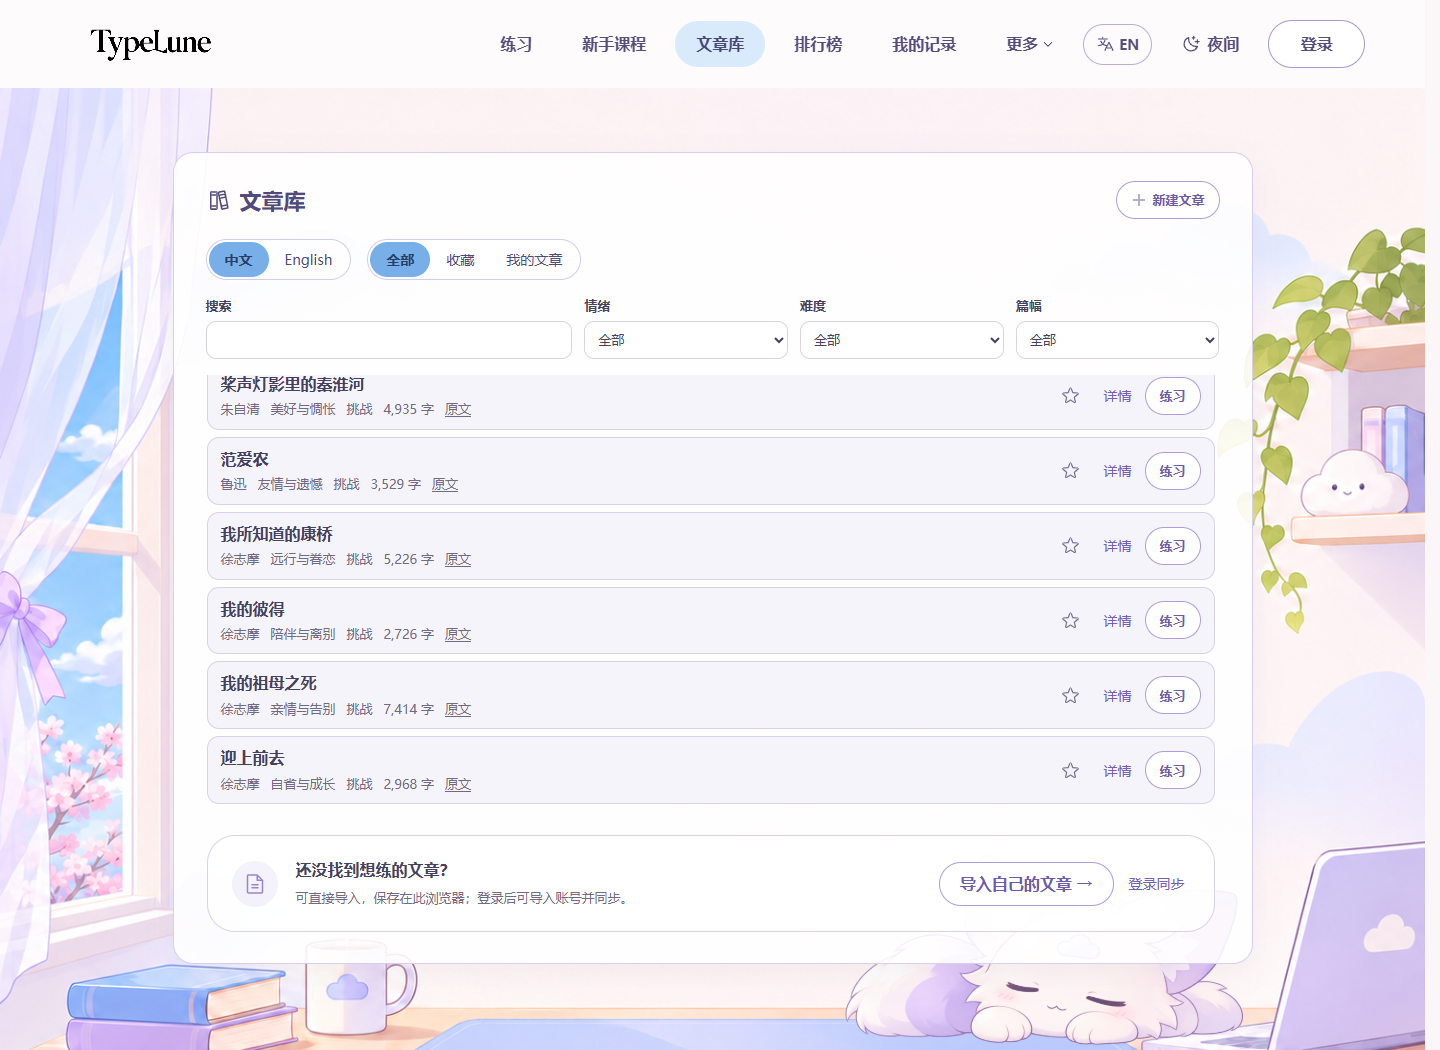 TypeLune
练习 新手课程 文章库 排行榜 我的记录 更多 EN 夜间 登录
文章库 新建文章
中文 English 全部 收藏 我的文章
搜索 情绪 难度 篇幅
全部 全部 全部
桨声灯影里的秦淮河
朱自清 美好与惆怅 挑战 4,935 字 原文 详情 练习
范爱农
鲁迅 友情与遗憾 挑战 3,529 字 原文 详情 练习
我所知道的康桥
徐志摩 远行与眷恋 挑战 5,226 字 原文 详情 练习
我的彼得
徐志摩 陪伴与离别 挑战 2,726 字 原文 详情 练习
我的祖母之死
徐志摩 亲情与告别 挑战 7,414 字 原文 详情 练习
迎上前去
徐志摩 自省与成长 挑战 2,968 字 原文 详情 练习
还没找到想练的文章？
可直接导入，保存在此浏览器；登录后可导入账号并同步。
导入自己的文章 → 登录同步